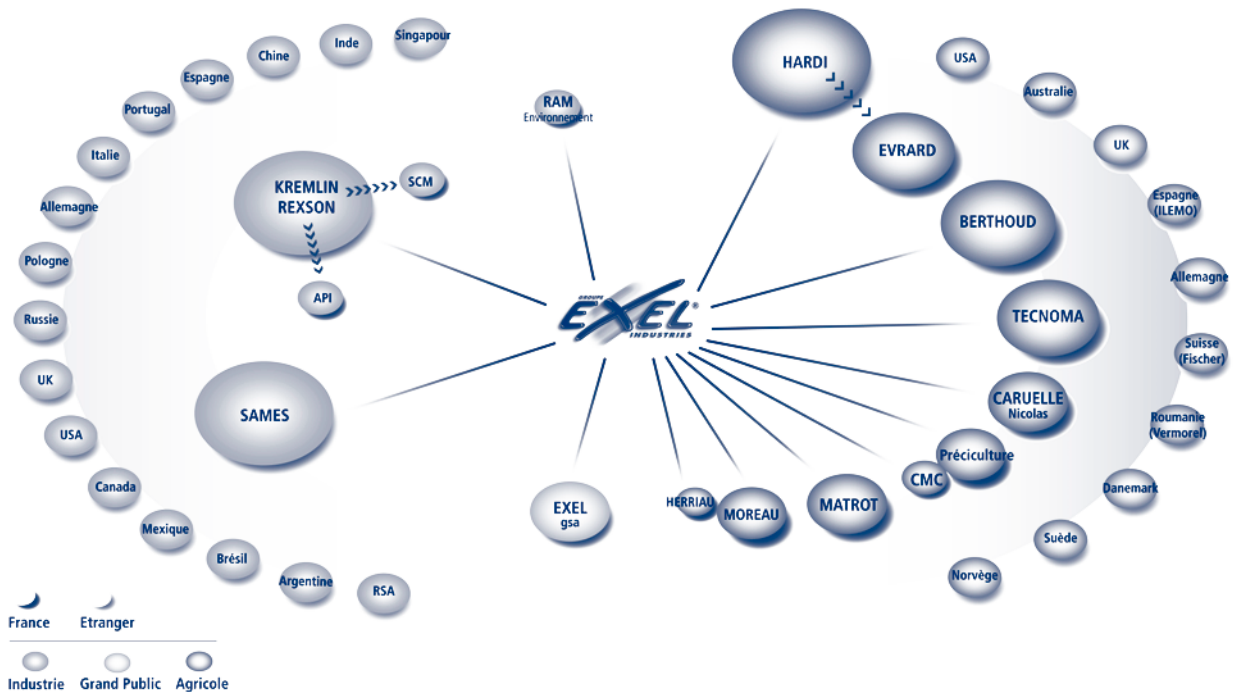 Singapour
Inde
Chine
Espagne
Portugal
Italie
Allemagne
Pologne
Russie
UK
USA
Canada
Mexique
Brésil
Argentine
RSA
KREMLIN
REXSON
SCM
API
SAMES
RAM
Environnement
GROUPE
EXEL®
INDUSTRIES
EXEL
gsa
HERRIAU
MOREAU
MATROT
CMC
Préciculture
CARUELLE
Nicolas
TECNOMA
BERTHOUD
EVRARD
HARDI
USA
Australie
UK
Espagne
(ILEMO)
Allemagne
Suisse
(Fischer)
Roumanie
(Vermorel)
Danemark
Suède
Norvège
France Etranger
Industrie Grand Public Agricole